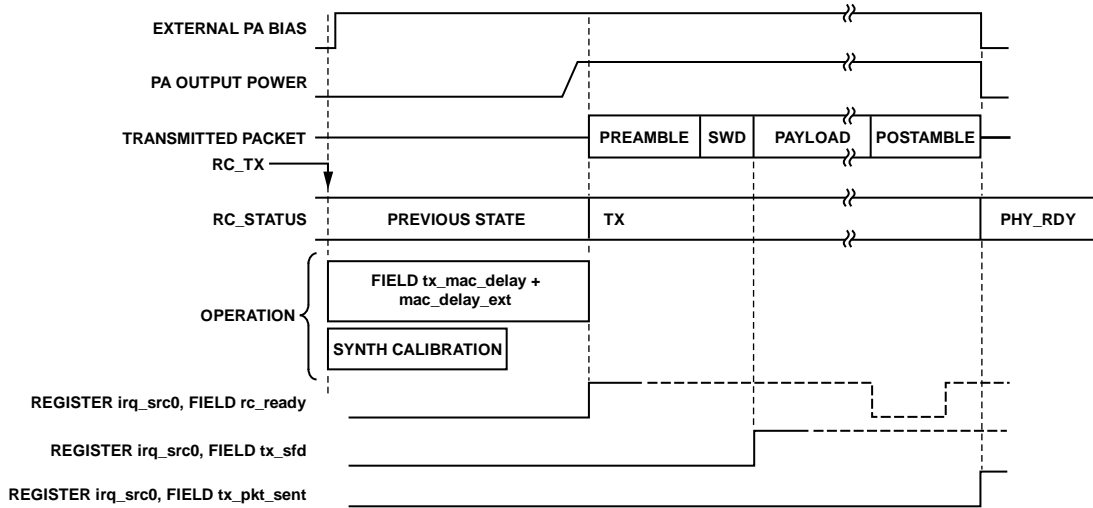 EXTERNAL PA BIAS
PA OUTPUT POWER
TRANSMITTED PACKET
PREAMBLE
SWD
PAYLOAD
POSTAMBLE
RC_TX
RC_STATUS
PREVIOUS STATE
TX
PHY_RDY
FIELD tx_mac_delay +
mac_delay_ext
OPERATION
SYNTH CALIBRATION
REGISTER irq_src0, FIELD rc_ready
REGISTER irq_src0, FIELD tx_sfd
REGISTER irq_src0, FIELD tx_pkt_sent